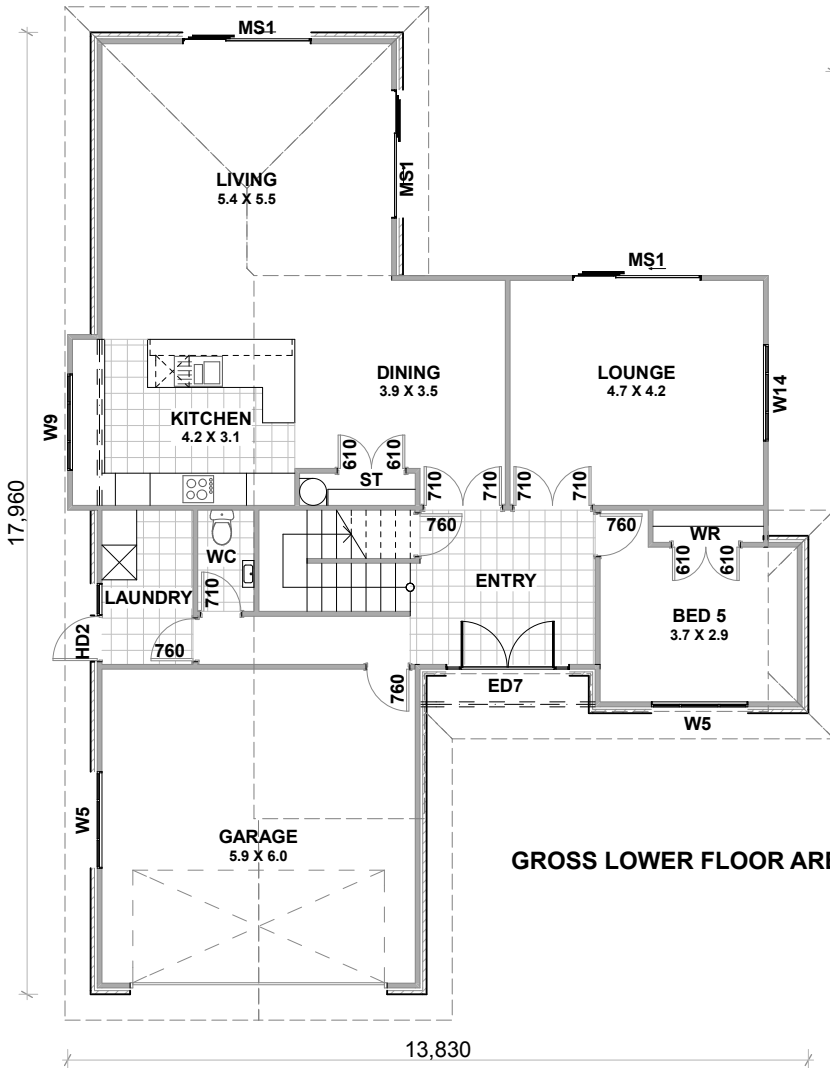 MS1
LIVING
5.4 X 5.5
MS1
MS1
DINING
3.9 X 3.5
LOUNGE
4.7 X 4.2
W14
W9
KITCHEN
4.2 X 3.1
610
610
ST
710
710
710
710
17,960
760
760
WC
710
WR
610
610
LAUNDRY
ENTRY
BED 5
3.7 X 2.9
HD2
760
760
ED7
W5
W5
GARAGE
5.9 X 6.0
GROSS LOWER FLOOR ARE
13,830